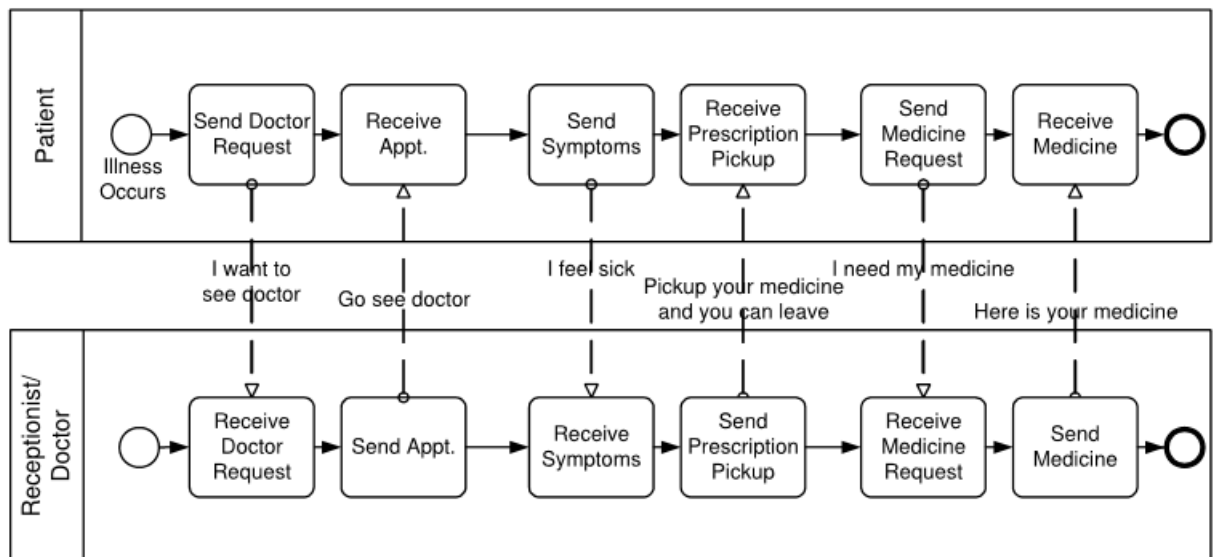 Patient
Illness
Occurs
Send Doctor
Request
Receive
Appt.
Send
Symptoms
Receive
Prescription
Pickup
Send
Medicine
Request
Receive
Medicine
I want to
see doctor
Go see doctor
I feel sick
Pickup your medicine
and you can leave
I need my medicine
Here is your medicine
Receptionist/
Doctor
Receive
Doctor
Request
Send Appt.
Receive
Symptoms
Send
Prescription
Pickup
Receive
Medicine
Request
Send
Medicine